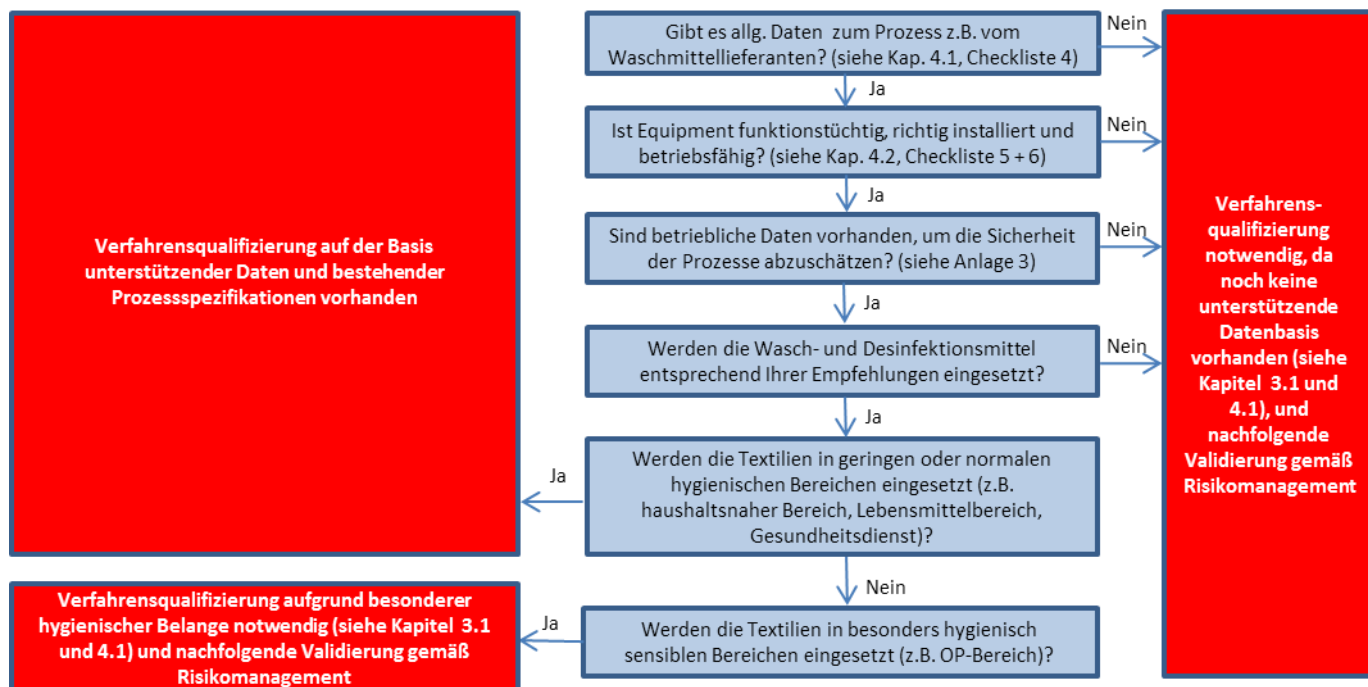 Gibt es allg. Daten zum Prozess z.B. vom
Waschmittellieferanten? (siehe Kap. 4.1, Checkliste 4)
Nein
Ja
Ist Equipment funktionstüchtig, richtig installiert und
betriebsfähig? (siehe Kap. 4.2, Checkliste 5 + 6)
Nein
Ja
Sind betriebliche Daten vorhanden, um die Sicherheit
der Prozesse abzuschätzen? (siehe Anlage 3)
Nein
Ja
Werden die Wasch- und Desinfektionsmittel
entsprechend Ihrer Empfehlungen eingesetzt?
Nein
Ja
Werden die Textilien in geringen oder normalen
hygienischen Bereichen eingesetzt (z.B.
haushaltsnaher Bereich, Lebensmittelbereich,
Gesundheitsdienst)?
Ja
Nein
Werden die Textilien in besonders hygienisch
sensiblen Bereichen eingesetzt (z.B. OP-Bereich)?
Ja
Verfahrensqualifizierung auf der Basis
unterstützender Daten und bestehender
Prozessspezifikationen vorhanden
Verfahrensqualifizierung aufgrund besonderer
hygienischer Belange notwendig (siehe Kapitel 3.1
und 4.1) und nachfolgende Validierung gemäß
Risikomanagement
Verfahrens-
qualifizierung
notwendig, da
noch keine
unterstützende
Datenbasis
vorhanden (siehe
Kapitel 3.1 und
4.1), und
nachfolgende
Validierung gemäß
Risikomanagement